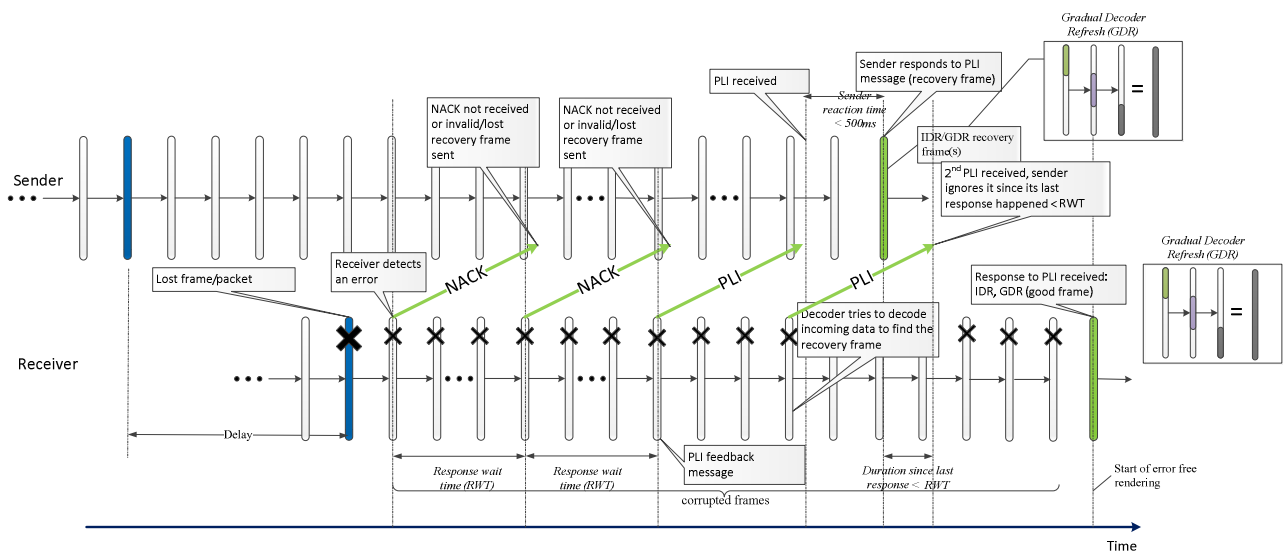 Gradual Decoder
Refresh (GDR)
=
PLI received
Sender responds to PLI
message (recovery frame)
Sender
reaction time
< 500ms
NACK not received
or invalid/lost
recovery frame
sent
NACK not received
or invalid/lost
recovery frame
sent
IDR/GDR recovery
frame(s)
2nd PLI received, sender
ignores it since its last
response happened <RWT
Sender
Lost frame/packet
Receiver detects
an error
NACK
NACK
PLI
PLI
Response to PLI received:
IDR, GDR (good frame)
Gradual Decoder
Refresh (GDR)
=
Decoder tries to decode
incoming data to find the
recovery frame
Receiver
Delay
Response wait
time (RWT)
Response wait
time (RWT)
PLI feedback
message
Duration since last
response < RWT
corrupted frames
Start of error free
rendering
Time